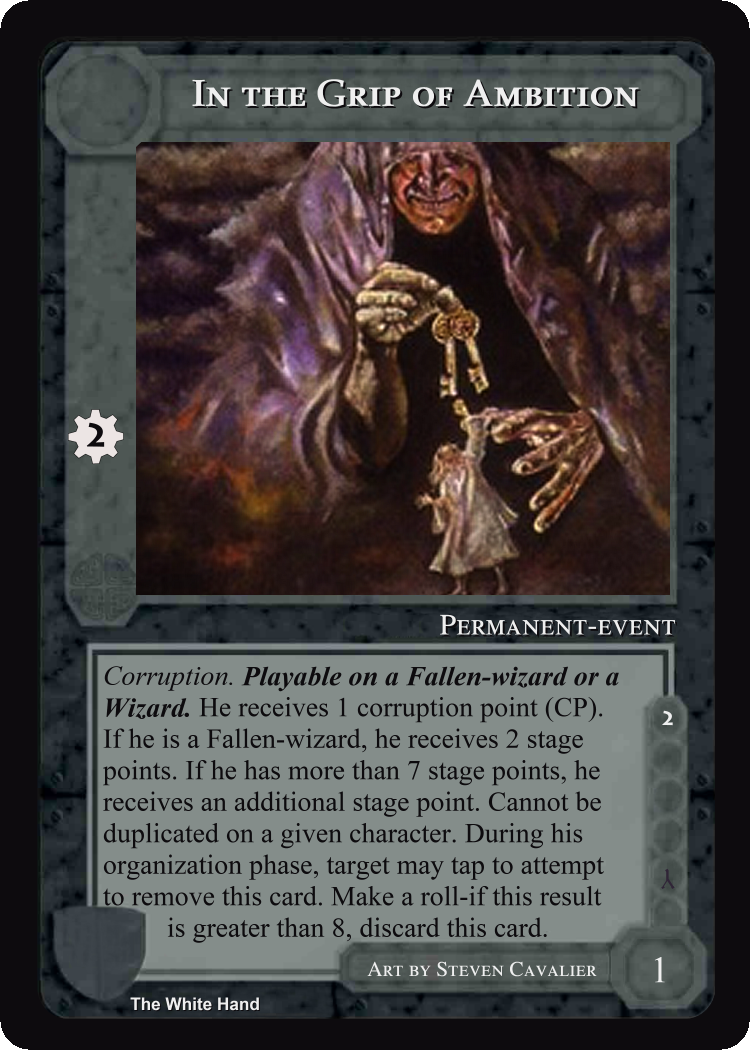 In the Grip of Ambition
2
Permanent-event
Corruption. Playable on a Fallen-wizard or a
Wizard. He receives 1 corruption point (CP).
If he is a Fallen-wizard, he receives 2 stage
points. If he has more than 7 stage points, he
receives an additional stage point. Cannot be
duplicated on a given character. During his
organization phase, target may tap to attempt
to remove this card. Make a roll-if this result
is greater than 8, discard this card.
2
Art by Steven Cavalier
1
The White Hand